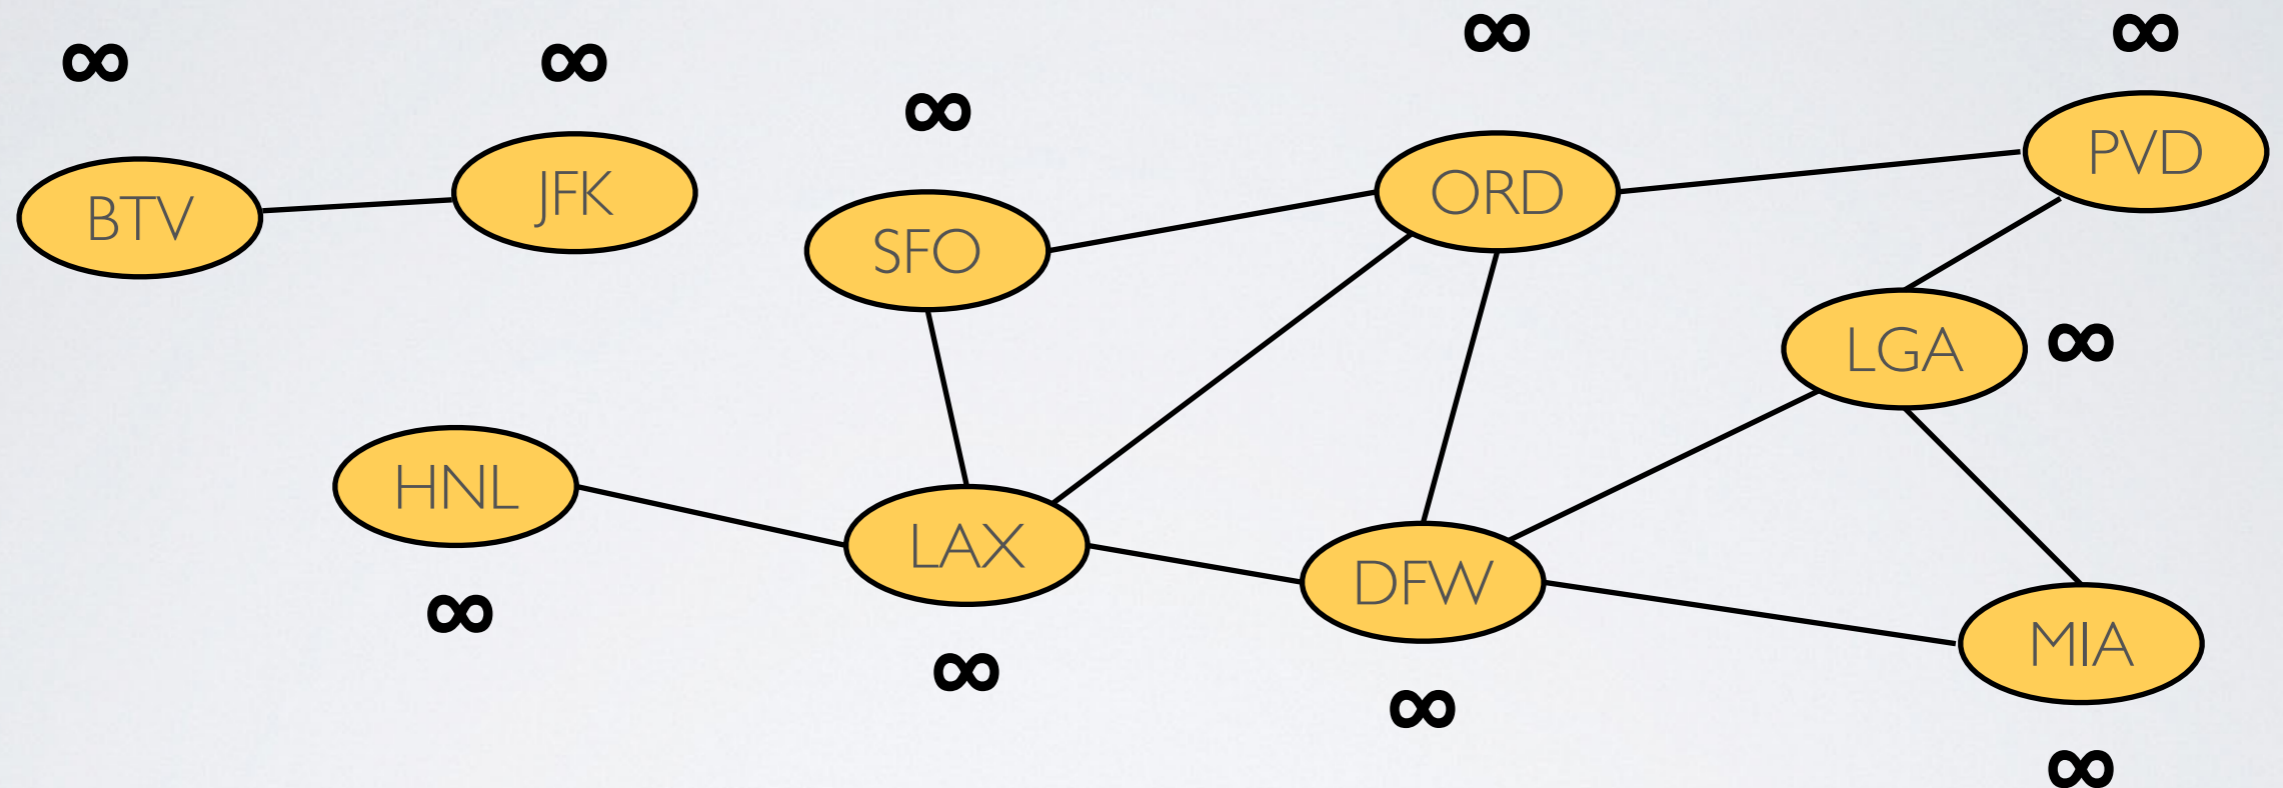 ∞
∞
∞
∞
∞
BTV
JFK
SFO
ORD
PVD
LGA
∞
HNL
LAX
DFW
MIA
∞
∞
∞
∞